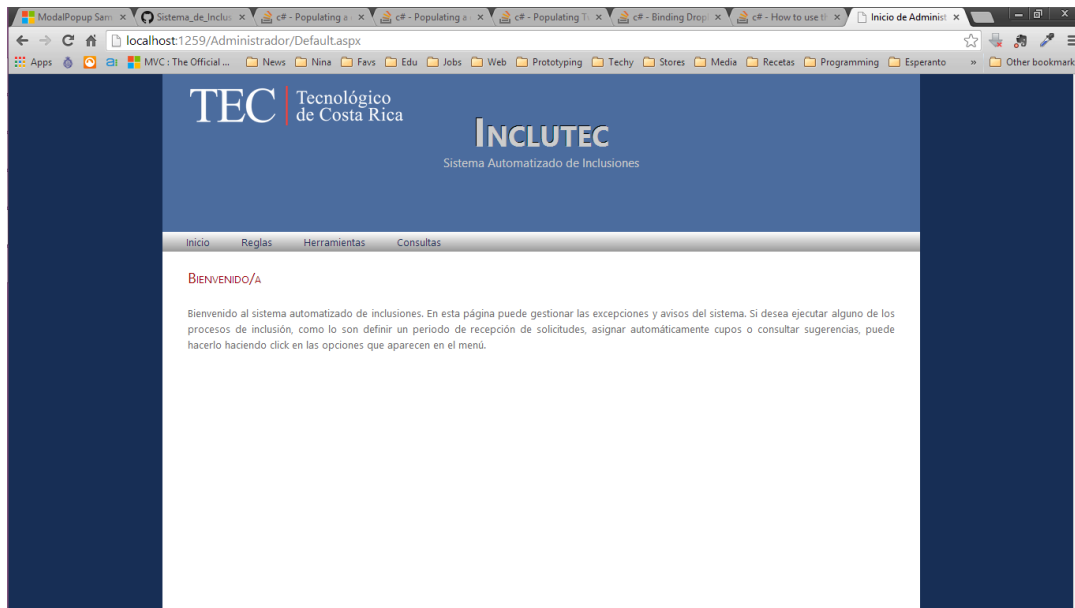 ModalPopup Sam
Sistema_de_Inclus
c# - Populating a
c# - Populating a
c# - Populating
c# - Binding Drop
c# - How to use th
Inicio de Administ
localhost:1259/Administrador/Default.aspx
Apps
MVC : The Official ...
News
Nina
Favs
Edu
Jobs
Web
Prototyping
Techy
Stores
Media
Recetas
Programming
Esperanto
»
Other bookmark
TEC
Tecnológico
de Costa Rica
INCLUTEC
Sistema Automatizado de Inclusiones
Inicio
Reglas
Herramientas
Consultas
BIENVENIDO/A
Bienvenido al sistema automatizado de inclusiones. En esta página puede gestionar las excepciones y avisos del sistema. Si desea ejecutar alguno de los
procesos de inclusión, como lo son definir un periodo de recepción de solicitudes, asignar automáticamente cupos o consultar sugerencias, puede
hacerlo haciendo click en las opciones que aparecen en el menú.